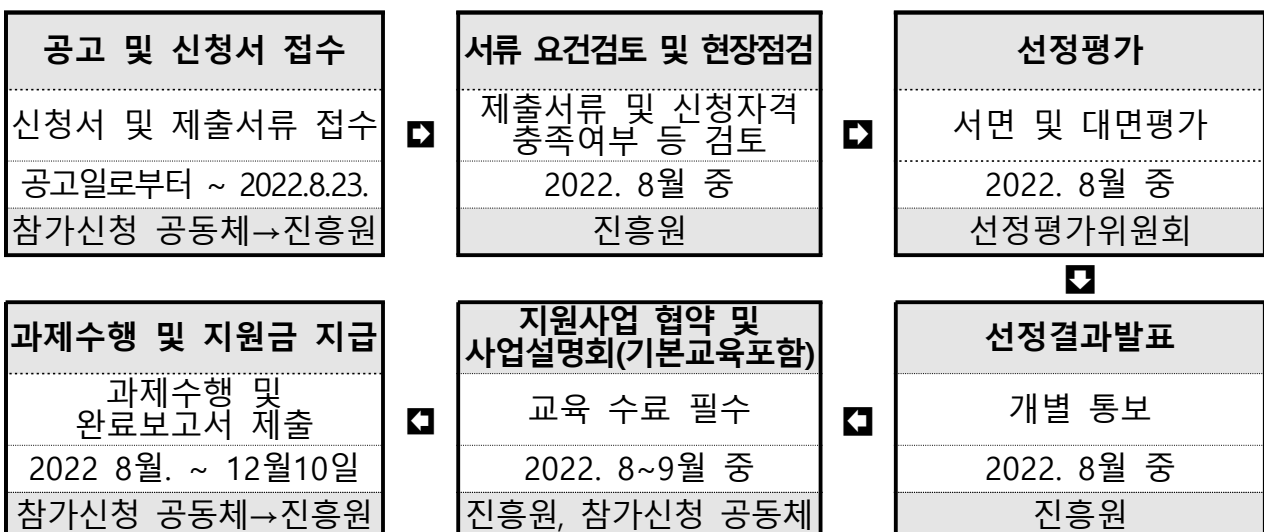 공고 및 신청서 접수
신청서 및 제출서류 접수
공고일로부터 ~ 2022.8.23.
참가신청 공동체→진흥원
서류 요건검토 및 현장점검
제출서류 및 신청자격
충족여부 등 검토
2022. 8월 중
진흥원
선정평가
서면 및 대면평가
2022. 8월 중
선정평가위원회
선정결과발표
개별 통보
2022. 8월 중
진흥원
지원사업 협약 및
사업설명회(기본교육포함)
교육 수료 필수
2022. 8~9월 중
진흥원, 참가신청 공동체
과제수행 및 지원금 지급
과제수행 및
완료보고서 제출
2022 8월. ~ 12월10일
참가신청 공동체→진흥원